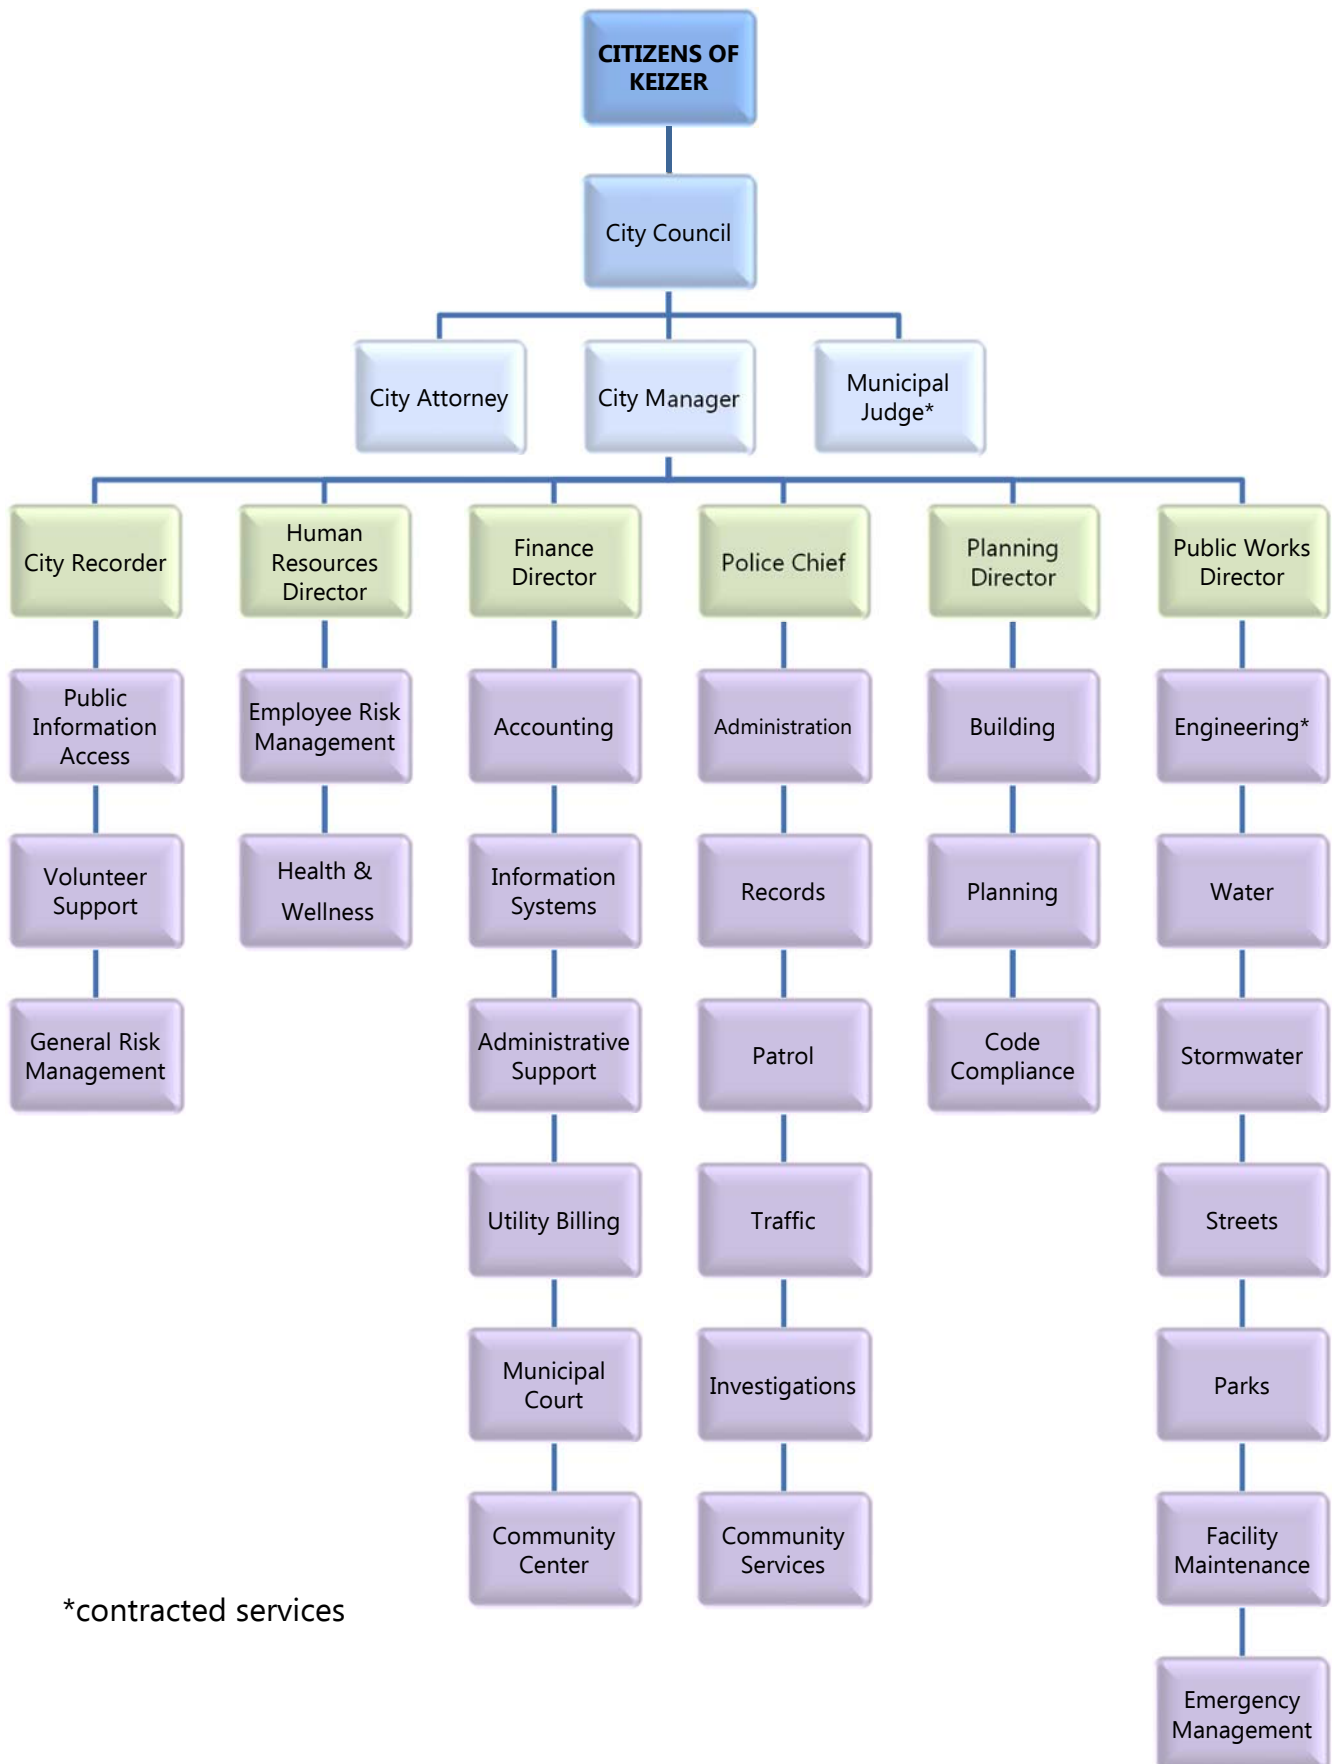 CITIZENS OF
KEIZER
City Council
City Attorney
City Manager
Municipal
Judge*
City Recorder
Human
Resources
Director
Finance
Director
Police Chief
Planning
Director
Public Works
Director
Public
Information
Access
Employee Risk
Management
Accounting
Administration
Building
Engineering*
Volunteer
Support
Health &
Wellness
Information
Systems
Records
Planning
Water
General Risk
Management
Administrative
Support
Patrol
Code
Compliance
Stormwater
Utility Billing
Traffic
Streets
Municipal
Court
Investigations
Parks
Community
Center
Community
Services
Facility
Maintenance
*contracted services
Emergency
Management